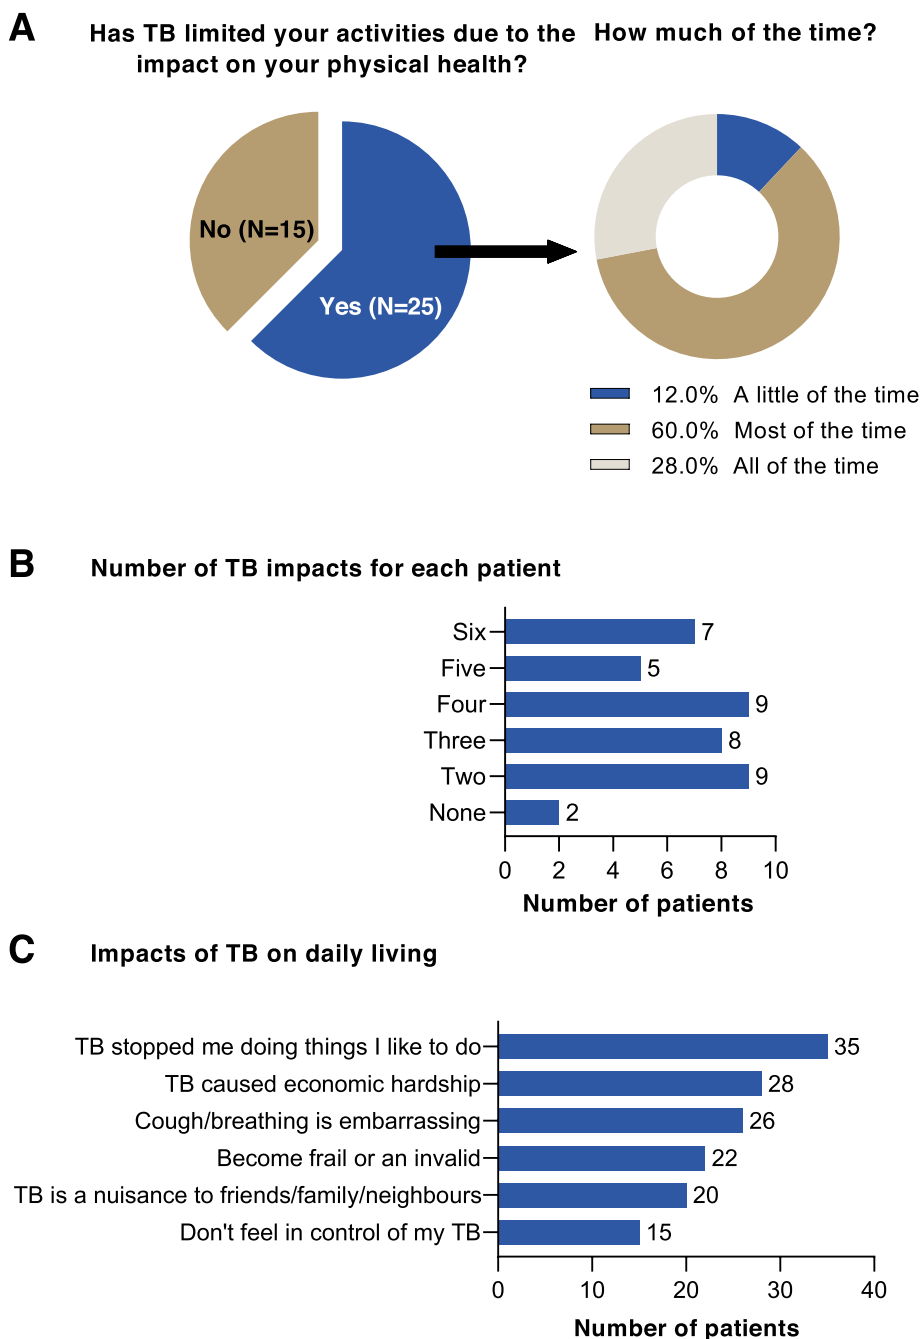 A
Has TB limited your activities due to the
impact on your physical health?
How much of the time?
No (N=15)
Yes (N=25)
12.0% A little of the time
60.0% Most of the time
28.0% All of the time
B
Number of TB impacts for each patient
Six 7
Five 5
Four 9
Three 8
Two 9
None 2
0 2 4 6 8 10
Number of patients
C
Impacts of TB on daily living
TB stopped me doing things I like to do 35
TB caused economic hardship 28
Cough/breathing is embarrassing 26
Become frail or an invalid 22
TB is a nuisance to friends/family/neighbours 20
Don't feel in control of my TB 15
0 10 20 30 40
Number of patients